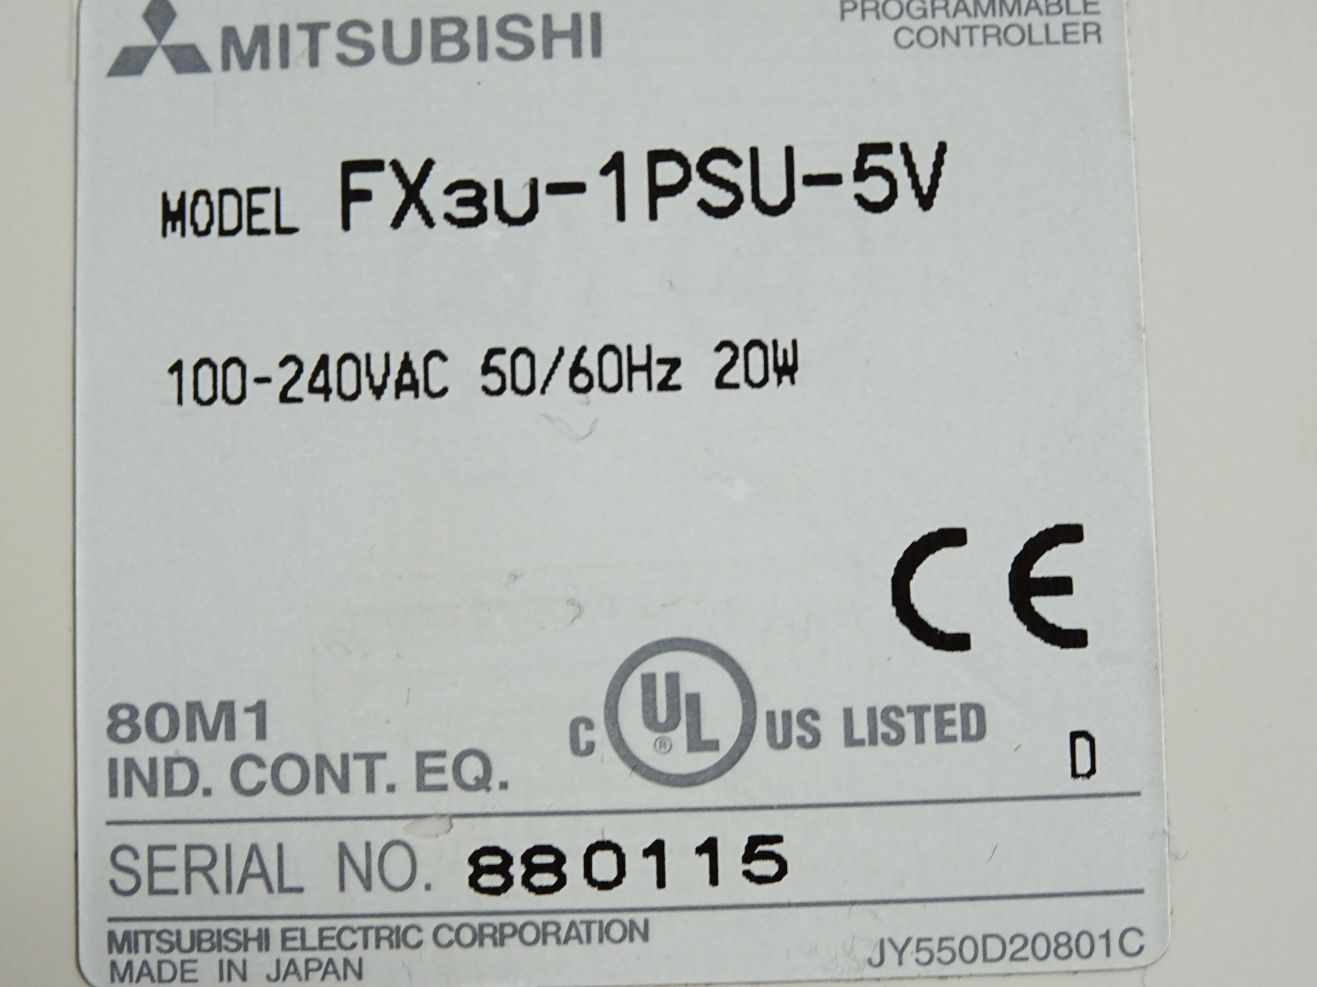 MITSUBISHI
PROGRAMMABLE
CONTROLLER
MODEL FX3U-1PSU-5V
100-240VAC 50/60Hz 20W
CE
80M1
IND. CONT. EQ.
C UL ® US LISTED
D
SERIAL NO. 880115
MITSUBISHI ELECTRIC CORPORATION
MADE IN JAPAN
JY550D20801C